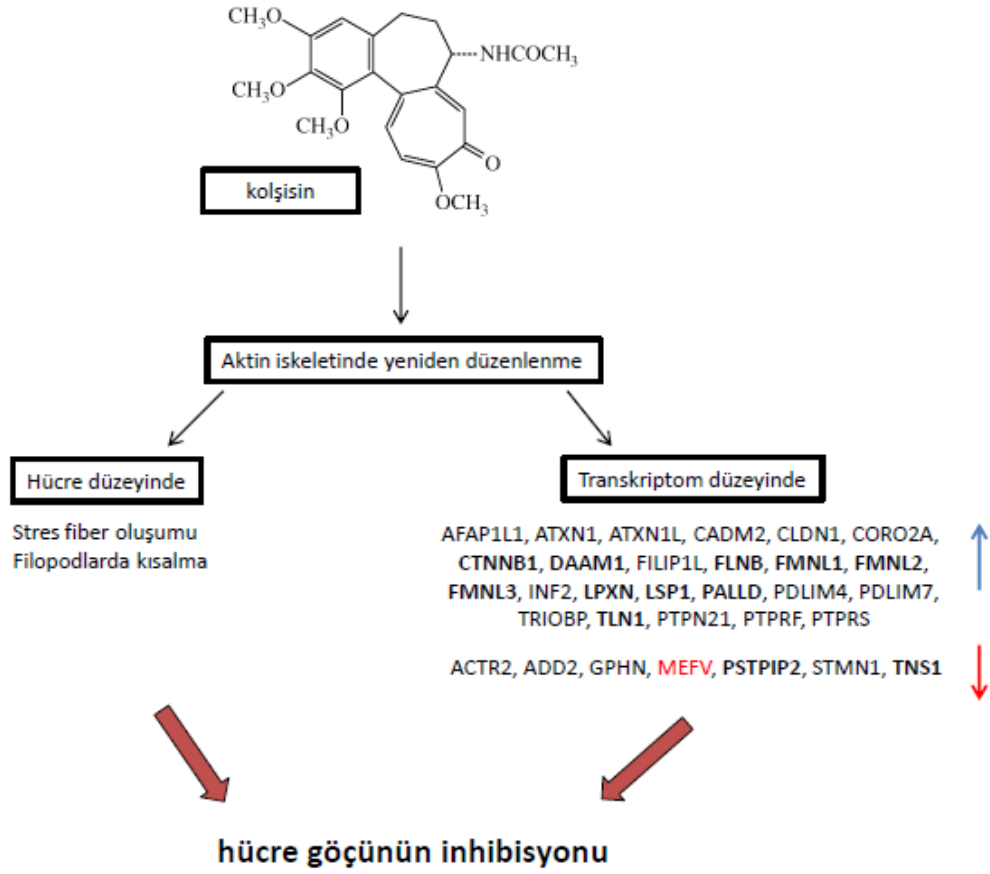 CH₃O
NHCOCH₃
CH₃O
CH₃O
O
OCH₃
kolşisin
Aktin iskeletinde yeniden düzenlenme
Hücre düzeyinde
Stres fiber oluşumu
Filopodlarda kısalma
Transkriptom düzeyinde
AFAP1L1, ATXN1, ATXN1L, CADM2, CLDN1, CORO2A,
CTNNB1, DAAM1, FILIP1L, FLNB, FMNL1, FMNL2,
FMNL3, INF2, LPXN, LSP1, PALLD, PDLIM4, PDLIM7,
TRIOBP, TLN1, PTPN21, PTPRF, PTPRS
ACTR2, ADD2, GPHN, MEFV, PSTPIP2, STMN1, TNS1
hücre göçünün inhibisyonu